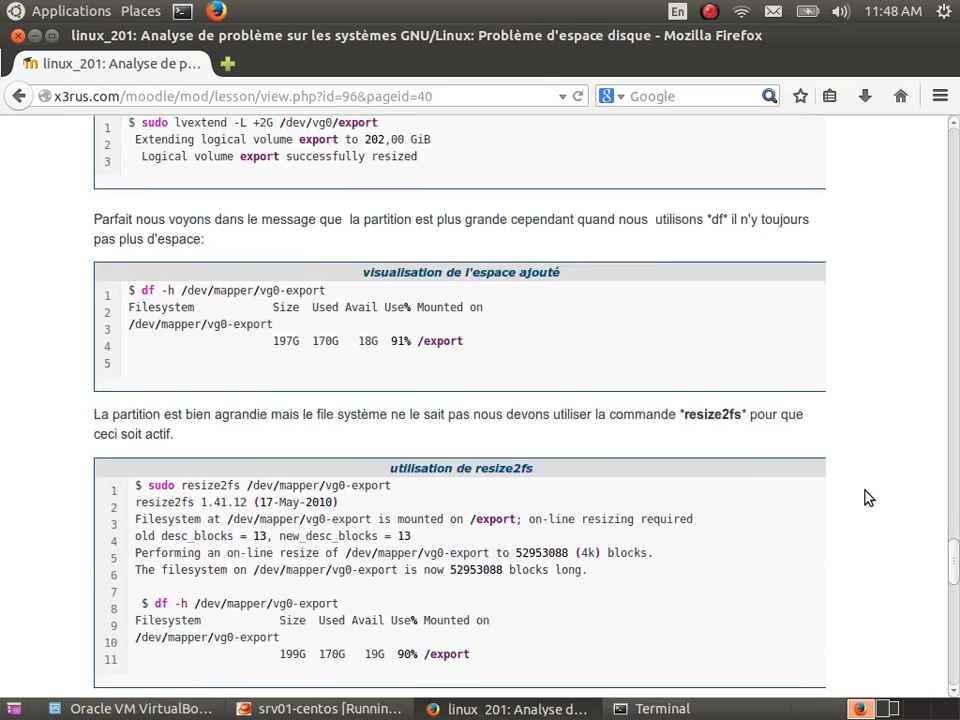 Applications Places En 11:48 AM
linux_201: Analyse de problème sur les systèmes GNU/Linux: Problème d'espace disque - Mozilla Firefox
linux_201: Analyse de p...
x3rus.com/moodle/mod/lesson/view.php?id=96&pageid=40 Google
1 $ sudo lvextend -L +2G /dev/vg0/export
2 Extending logical volume export to 202,00 GiB
3 Logical volume export successfully resized
Parfait nous voyons dans le message que la partition est plus grande cependant quand nous utilisons *df* il n'y toujours
pas plus d'espace:
visualisation de l'espace ajouté
1 $ df -h /dev/mapper/vg0-export
2 Filesystem Size Used Avail Use% Mounted on
3 /dev/mapper/vg0-export
4 197G 170G 18G 91% /export
5
La partition est bien agrandie mais le file système ne le sait pas nous devons utiliser la commande *resize2fs* pour que
ceci soit actif.
utilisation de resize2fs
1 $ sudo resize2fs /dev/mapper/vg0-export
2 resize2fs 1.41.12 (17-May-2010)
3 Filesystem at /dev/mapper/vg0-export is mounted on /export; on-line resizing required
4 old desc_blocks = 13, new_desc_blocks = 13
5 Performing an on-line resize of /dev/mapper/vg0-export to 52953088 (4k) blocks.
6 The filesystem on /dev/mapper/vg0-export is now 52953088 blocks long.
7
8 $ df -h /dev/mapper/vg0-export
9 Filesystem Size Used Avail Use% Mounted on
10 /dev/mapper/vg0-export
11 199G 170G 19G 90% /export
Oracle VM VirtualBo... srv01-centos [Runnin... linux_201: Analyse d... Terminal